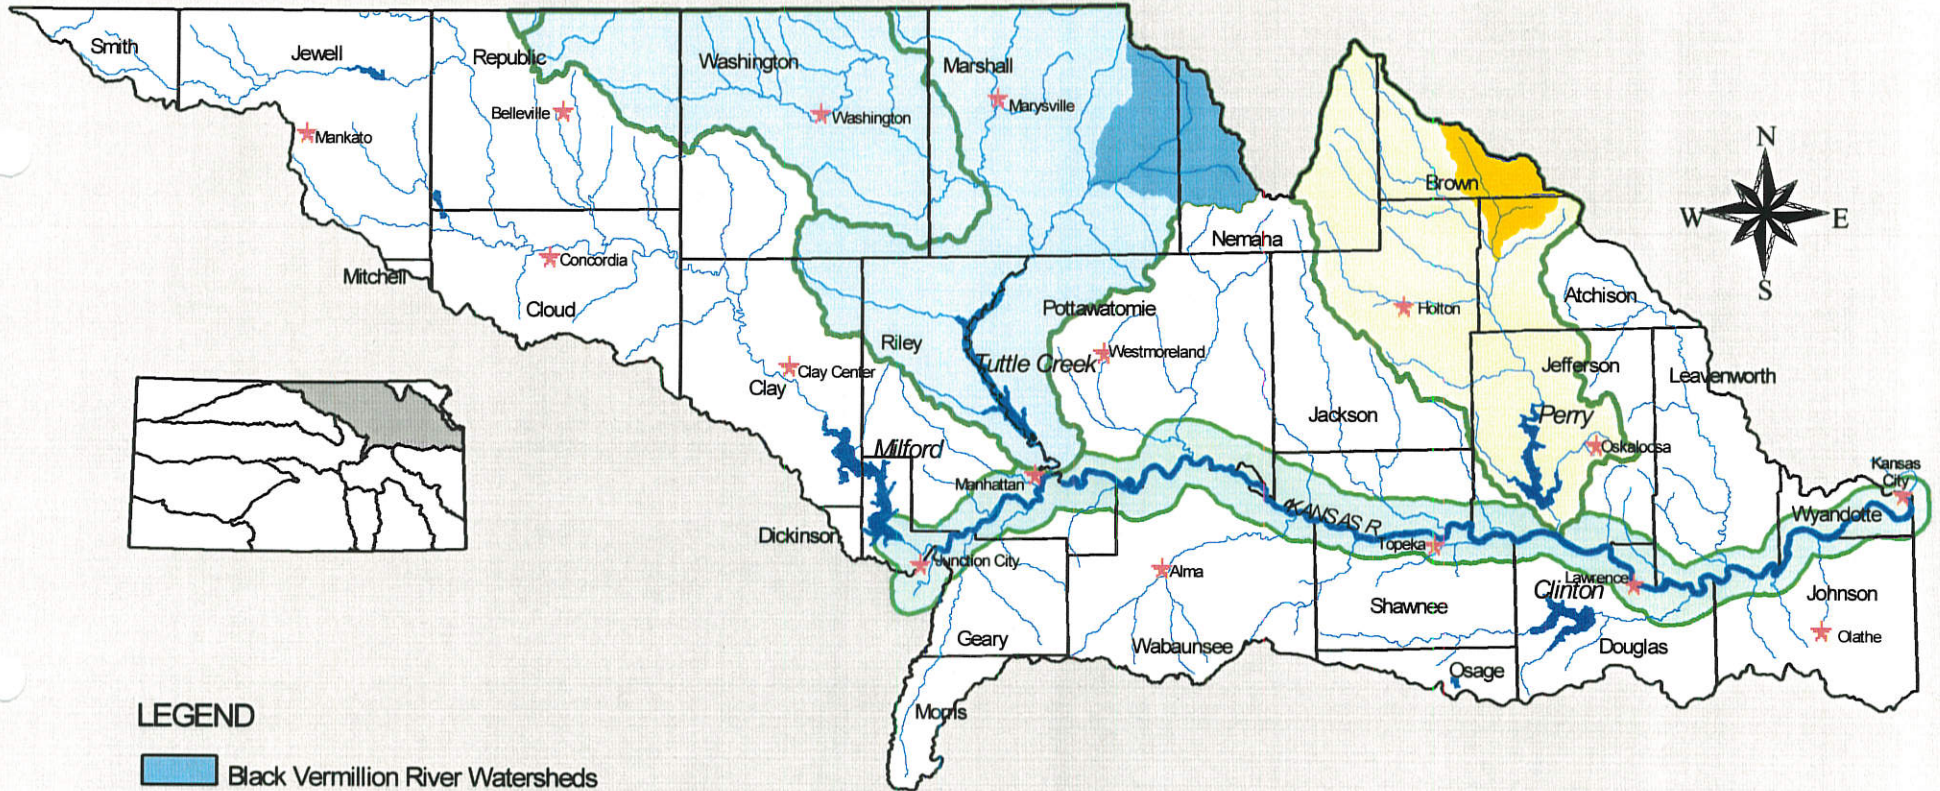 Smith
Jewell
Republic
Washington
Marshall
Belleville
Washington
Marysville
Mankato
Brown
N
W
E
S
Nemaha
Mitchell
Concordia
Cloud
Pottawatomie
Holton
Atchison
Riley
Tuttle Creek
Westmoreland
Clay Center
Clay
Jefferson
Leavenworth
Jackson
Perry
Oskaloosa
Milford
Manhattan
Kansas
City
Wyandotte
KANSAS R
Dickinson
Topeka
Junction City
Alma
Lawrence
Clinton
Shawnee
Johnson
Olathe
Geary
Wabaunsee
Douglas
Osage
Morris
LEGEND
Black Vermillion River Watersheds